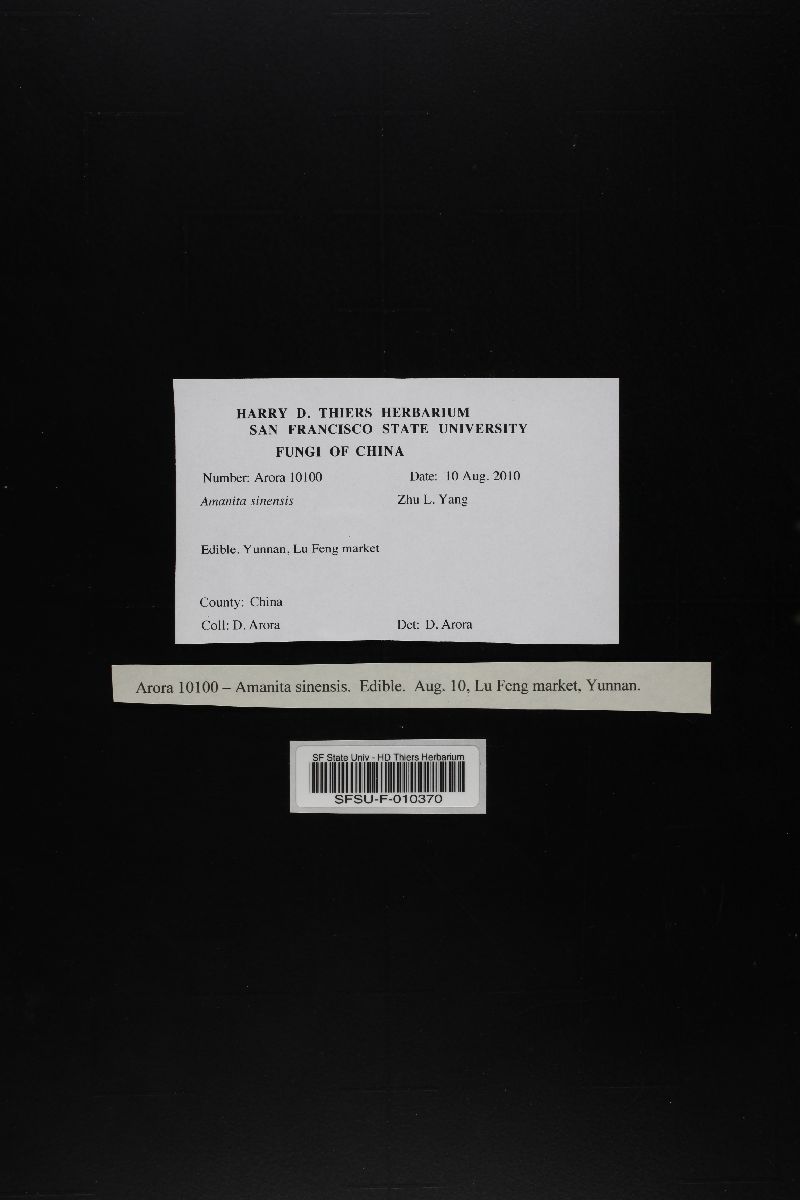 HARRY D. THIERS HERBARIUM
SAN FRANCISCO STATE UNIVERSITY
FUNGI OF CHINA
Number: Arora 10100 Date: 10 Aug. 2010
Amanita sinensis Zhu L. Yang
Edible. Yunnan, Lu Feng market
County: China
Coll: D. Arora Det: D. Arora
Arora 10100 – Amanita sinensis. Edible. Aug. 10, Lu Feng market, Yunnan.
SF State Univ - HD Thiers Herbarium
SFSU-F-010370